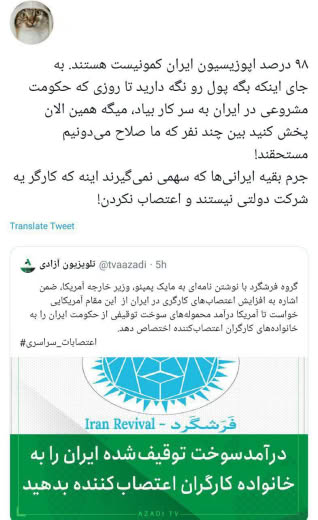 ۹۸ درصد اپوزیسیون ایران کمونیست هستند. به
جای اینکه بگه پول رو نگه دارید تا روزی که حکومت
مشروعی در ایران به سر کار بیاد، میگه همین الان
پخش کنید بین چند نفر که ما صلاح می‌دونیم
مستحقند!
جرم بقیه ایرانی‌ها که سهمی نمی‌گیرند اینه که کارگر یه
شرکت دولتی نیستند و اعتصاب نکردن!
Translate Tweet
تلویزیون آزادی @tvaazadi · 5h
گروه فرشگرد با نوشتن نامه‌ای به مایک پمپئو، وزیر خارجه آمریکا، ضمن
اشاره به افزایش اعتصاب‌های کارگری در ایران از این مقام آمریکایی
خواست تا آمریکا درآمد محموله‌های سوخت توقیفی از حکومت ایران را به
خانواده‌های کارگران اعتصاب‌کننده اختصاص دهد.
#اعتصابات_سراسری
Iran Revival - فرشگرد
درآمدسوخت توقیف‌شده ایران را به
خانواده کارگران اعتصاب‌کننده بدهید
AZADI TV